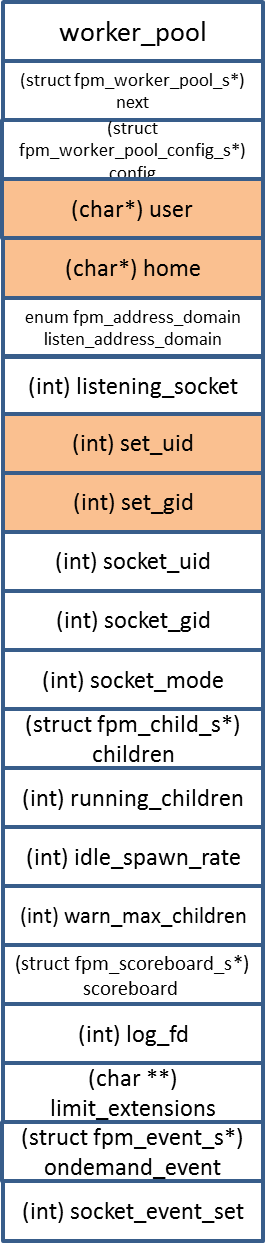 worker_pool
(struct fpm_worker_pool_s*)
next
(struct
fpm_worker_pool_config_s*)
config
(char*) user
(char*) home
enum fpm_address_domain
listen_address_domain
(int) listening_socket
(int) set_uid
(int) set_gid
(int) socket_uid
(int) socket_gid
(int) socket_mode
(struct fpm_child_s*)
children
(int) running_children
(int) idle_spawn_rate
(int) warn_max_children
(struct fpm_scoreboard_s*)
scoreboard
(int) log_fd
(char **)
limit_extensions
(struct fpm_event_s*)
ondemand_event
(int) socket_event_set